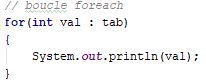 // boucle foreach
for(int val : tab)
{
    System.out.println(val);
}